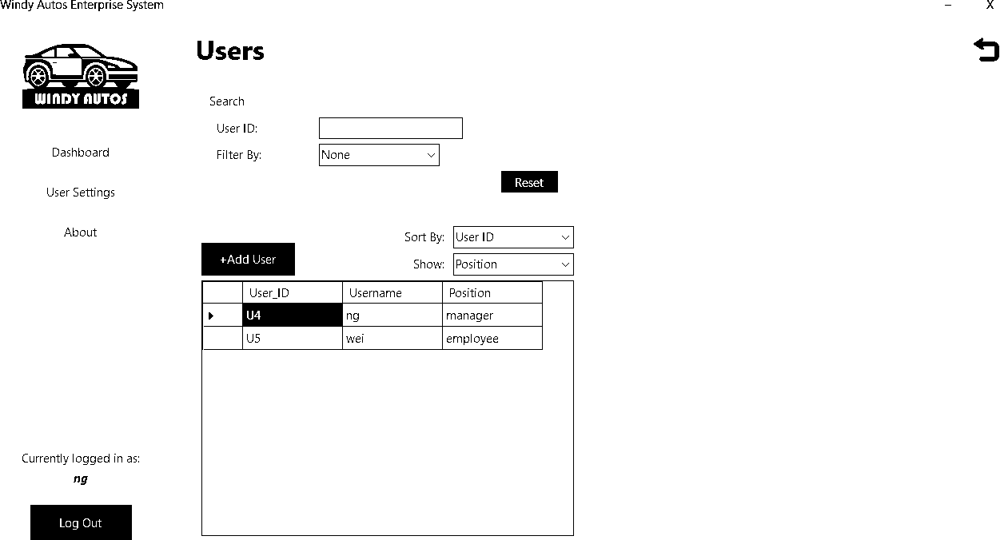 Windy Autos Enterprise System
– X
WINDY AUTOS
Dashboard
User Settings
About
Currently logged in as:
ng
Log Out
Users
Search
User ID:
Filter By: None
Reset
Sort By: User ID
+Add User
Show: Position
User_ID Username Position
U4 ng manager
U5 wei employee